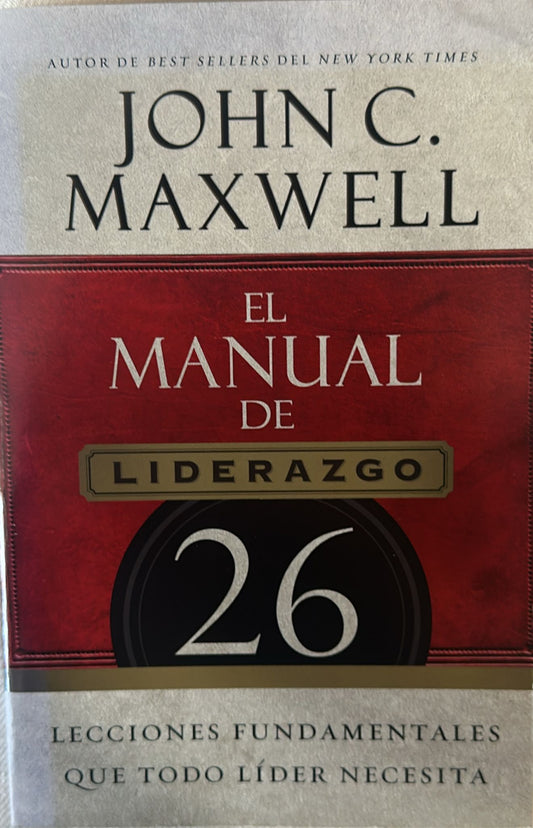 AUTOR DE BEST SELLERS DEL NEW YORK TIMES
JOHN C.
MAXWELL
EL
MANUAL
DE
LIDERAZGO
26
LECCIONES FUNDAMENTALES
QUE TODO LÍDER NECESITA